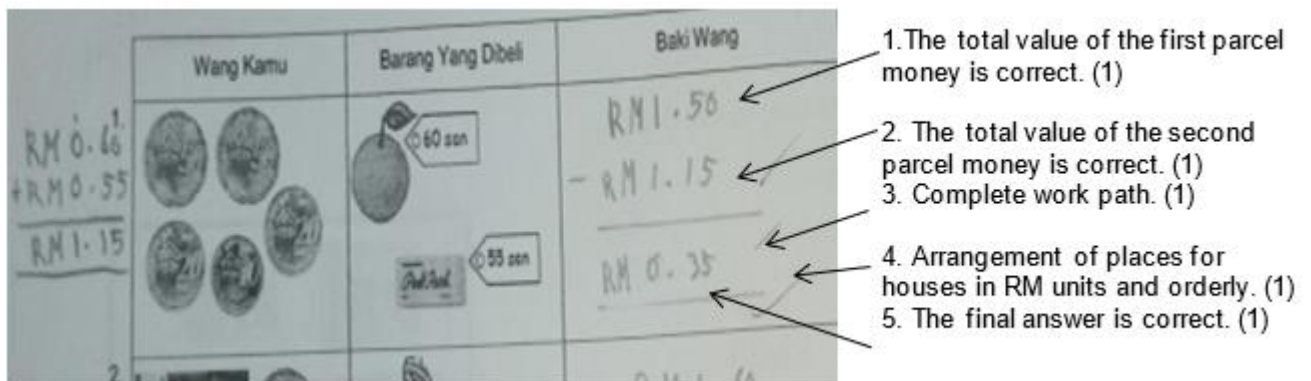 Wang Kamu
Barang Yang Dibeli
Baki Wang
1.
RM 0.60
+RM 0.55
RM 1.15
60 sen
55 sen
RM 1.50
- RM 1.15
RM 0.35
2
1.The total value of the first parcel
money is correct. (1)
2. The total value of the second
parcel money is correct. (1)
3. Complete work path. (1)
4. Arrangement of places for
houses in RM units and orderly. (1)
5. The final answer is correct. (1)